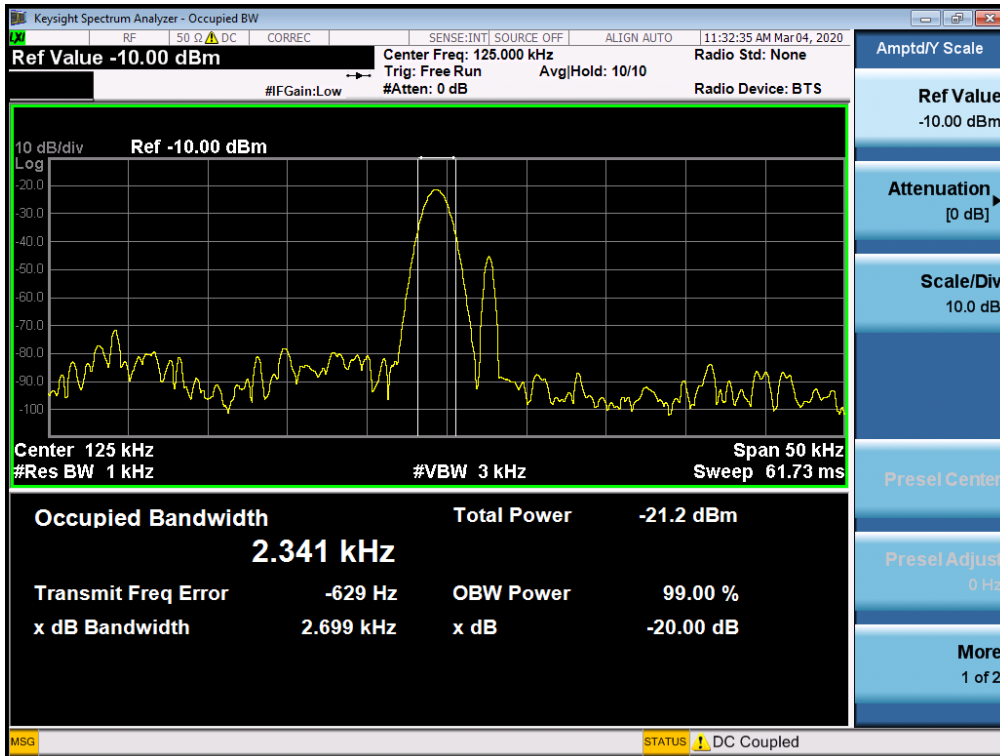 Keysight Spectrum Analyzer - Occupied BW
LXI
RF
50 Ω DC
CORREC
SENSE:INT SOURCE OFF
ALIGN AUTO
11:32:35 AM Mar 04, 2020
Ref Value -10.00 dBm
Center Freq: 125.000 kHz
Radio Std: None
Trig: Free Run
Avg|Hold: 10/10
#IFGain:Low
#Atten: 0 dB
Radio Device: BTS
10 dB/div
Ref -10.00 dBm
Log
-20.0
-30.0
-40.0
-50.0
-60.0
-70.0
-80.0
-90.0
-100
Center 125 kHz
Span 50 kHz
#Res BW 1 kHz
#VBW 3 kHz
Sweep 61.73 ms
Occupied Bandwidth
Total Power
-21.2 dBm
2.341 kHz
Transmit Freq Error
-629 Hz
OBW Power
99.00 %
x dB Bandwidth
2.699 kHz
x dB
-20.00 dB
MSG
STATUS
DC Coupled
Amptd/Y Scale
Ref Value
-10.00 dBm
Attenuation
[0 dB]
Scale/Div
10.0 dB
Presel Center
Presel Adjust
0 Hz
More
1 of 2